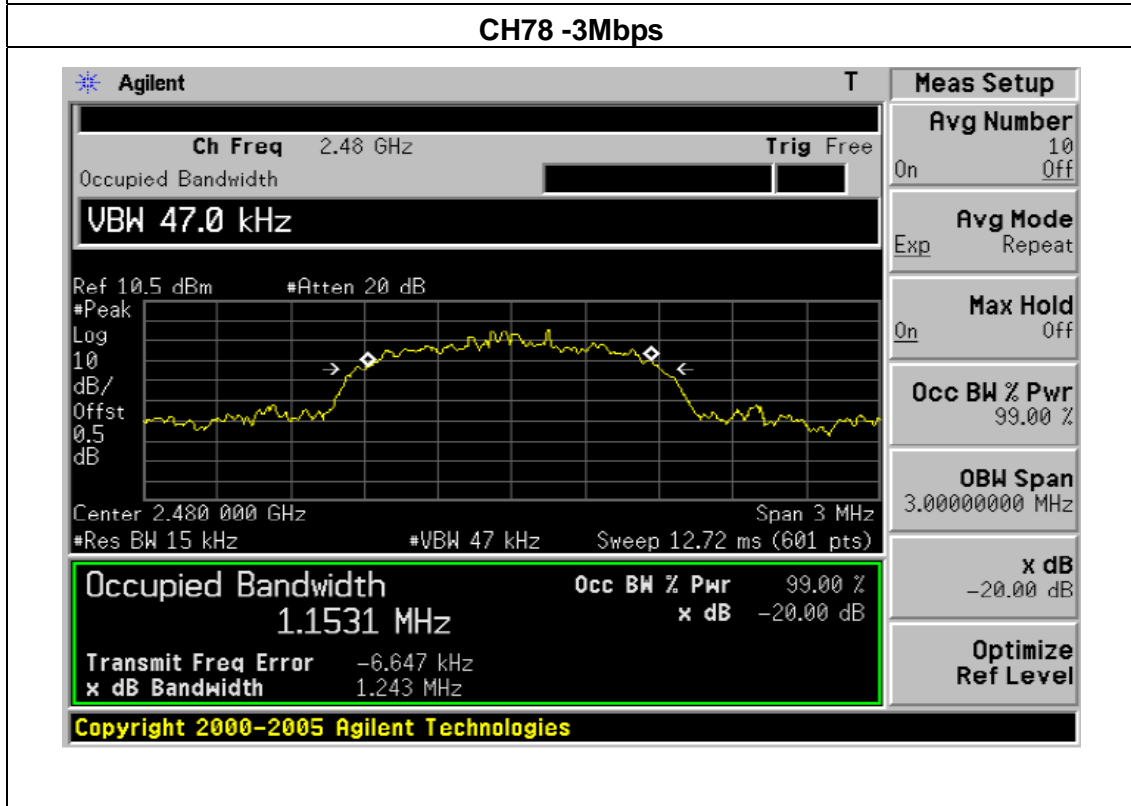 CH78 -3Mbps
Agilent T
Ch Freq 2.48 GHz Trig Free
Occupied Bandwidth
VBW 47.0 kHz
Ref 10.5 dBm #Atten 20 dB
#Peak
Log
10
dB/
Offst
0.5
dB
Center 2.480 000 GHz Span 3 MHz
#Res BW 15 kHz #VBW 47 kHz Sweep 12.72 ms (601 pts)
Occupied Bandwidth Occ BW % Pwr 99.00 %
1.1531 MHz x dB -20.00 dB
Transmit Freq Error -6.647 kHz
x dB Bandwidth 1.243 MHz
Copyright 2000-2005 Agilent Technologies
Meas Setup
Avg Number
10
On Off
Avg Mode
Exp Repeat
Max Hold
On Off
Occ BW % Pwr
99.00 %
OBW Span
3.00000000 MHz
x dB
-20.00 dB
Optimize
Ref Level